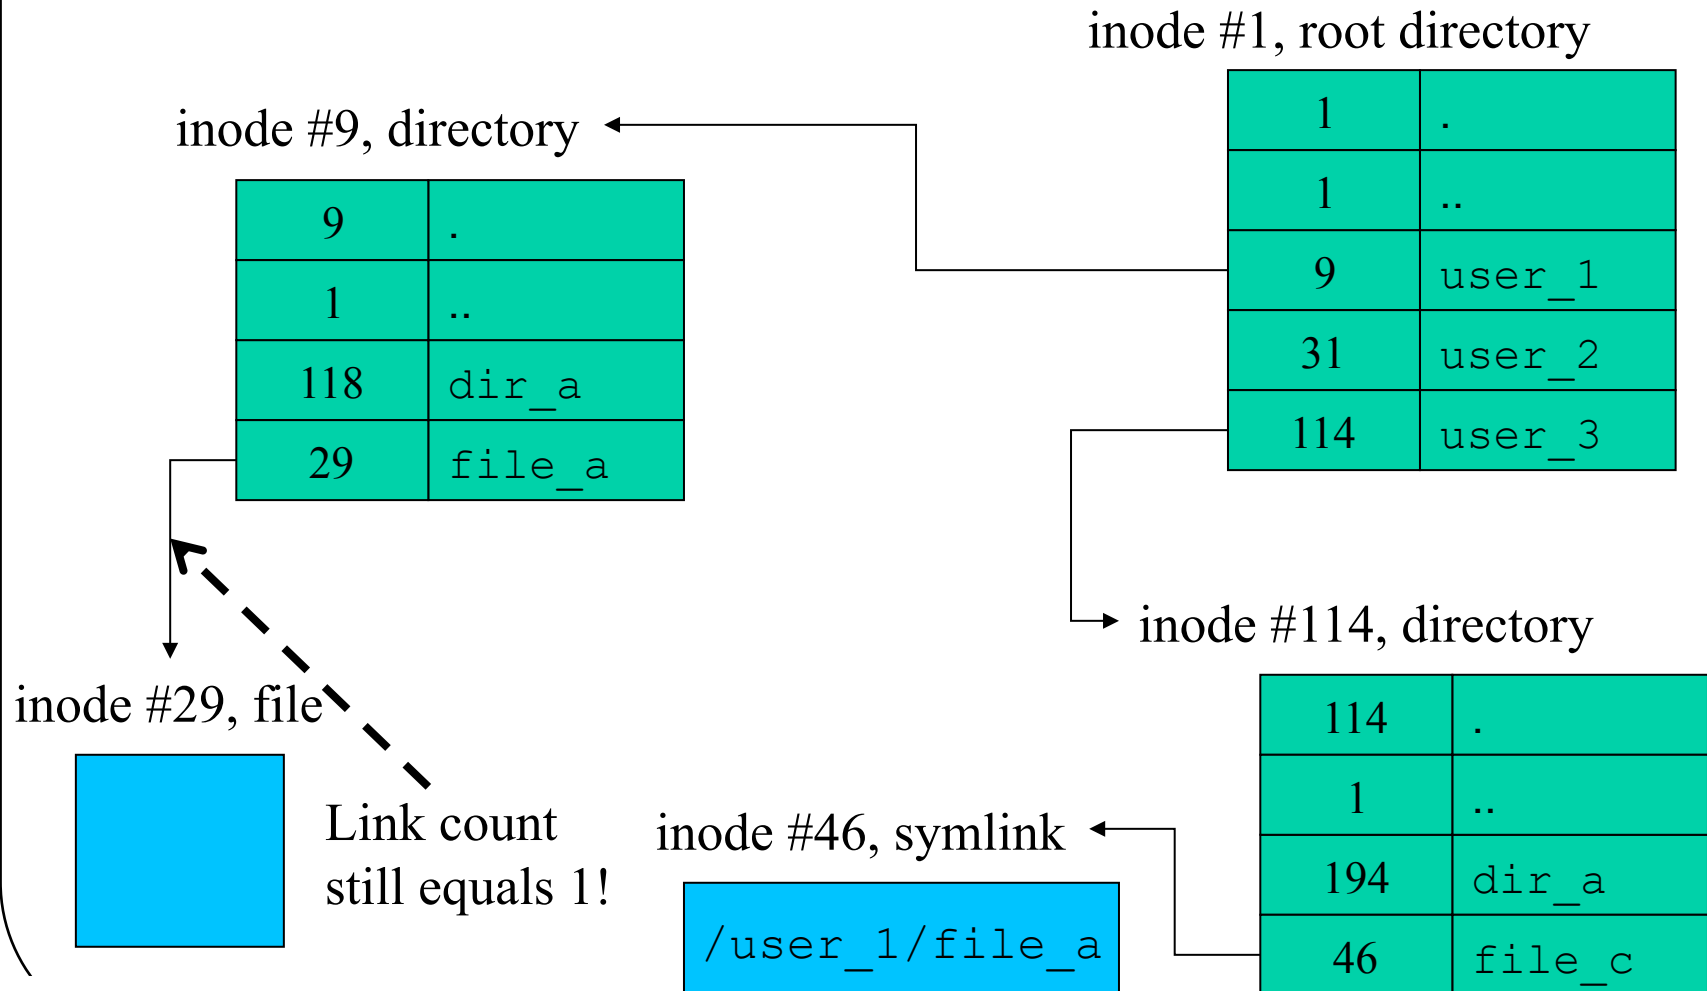 inode #1, root directory
1 .
1 ..
9 user_1
31 user_2
114 user_3
inode #9, directory
9 .
1 ..
118 dir_a
29 file_a
inode #114, directory
114 .
1 ..
194 dir_a
46 file_c
inode #29, file
Link count
still equals 1!
inode #46, symlink
/user_1/file_a